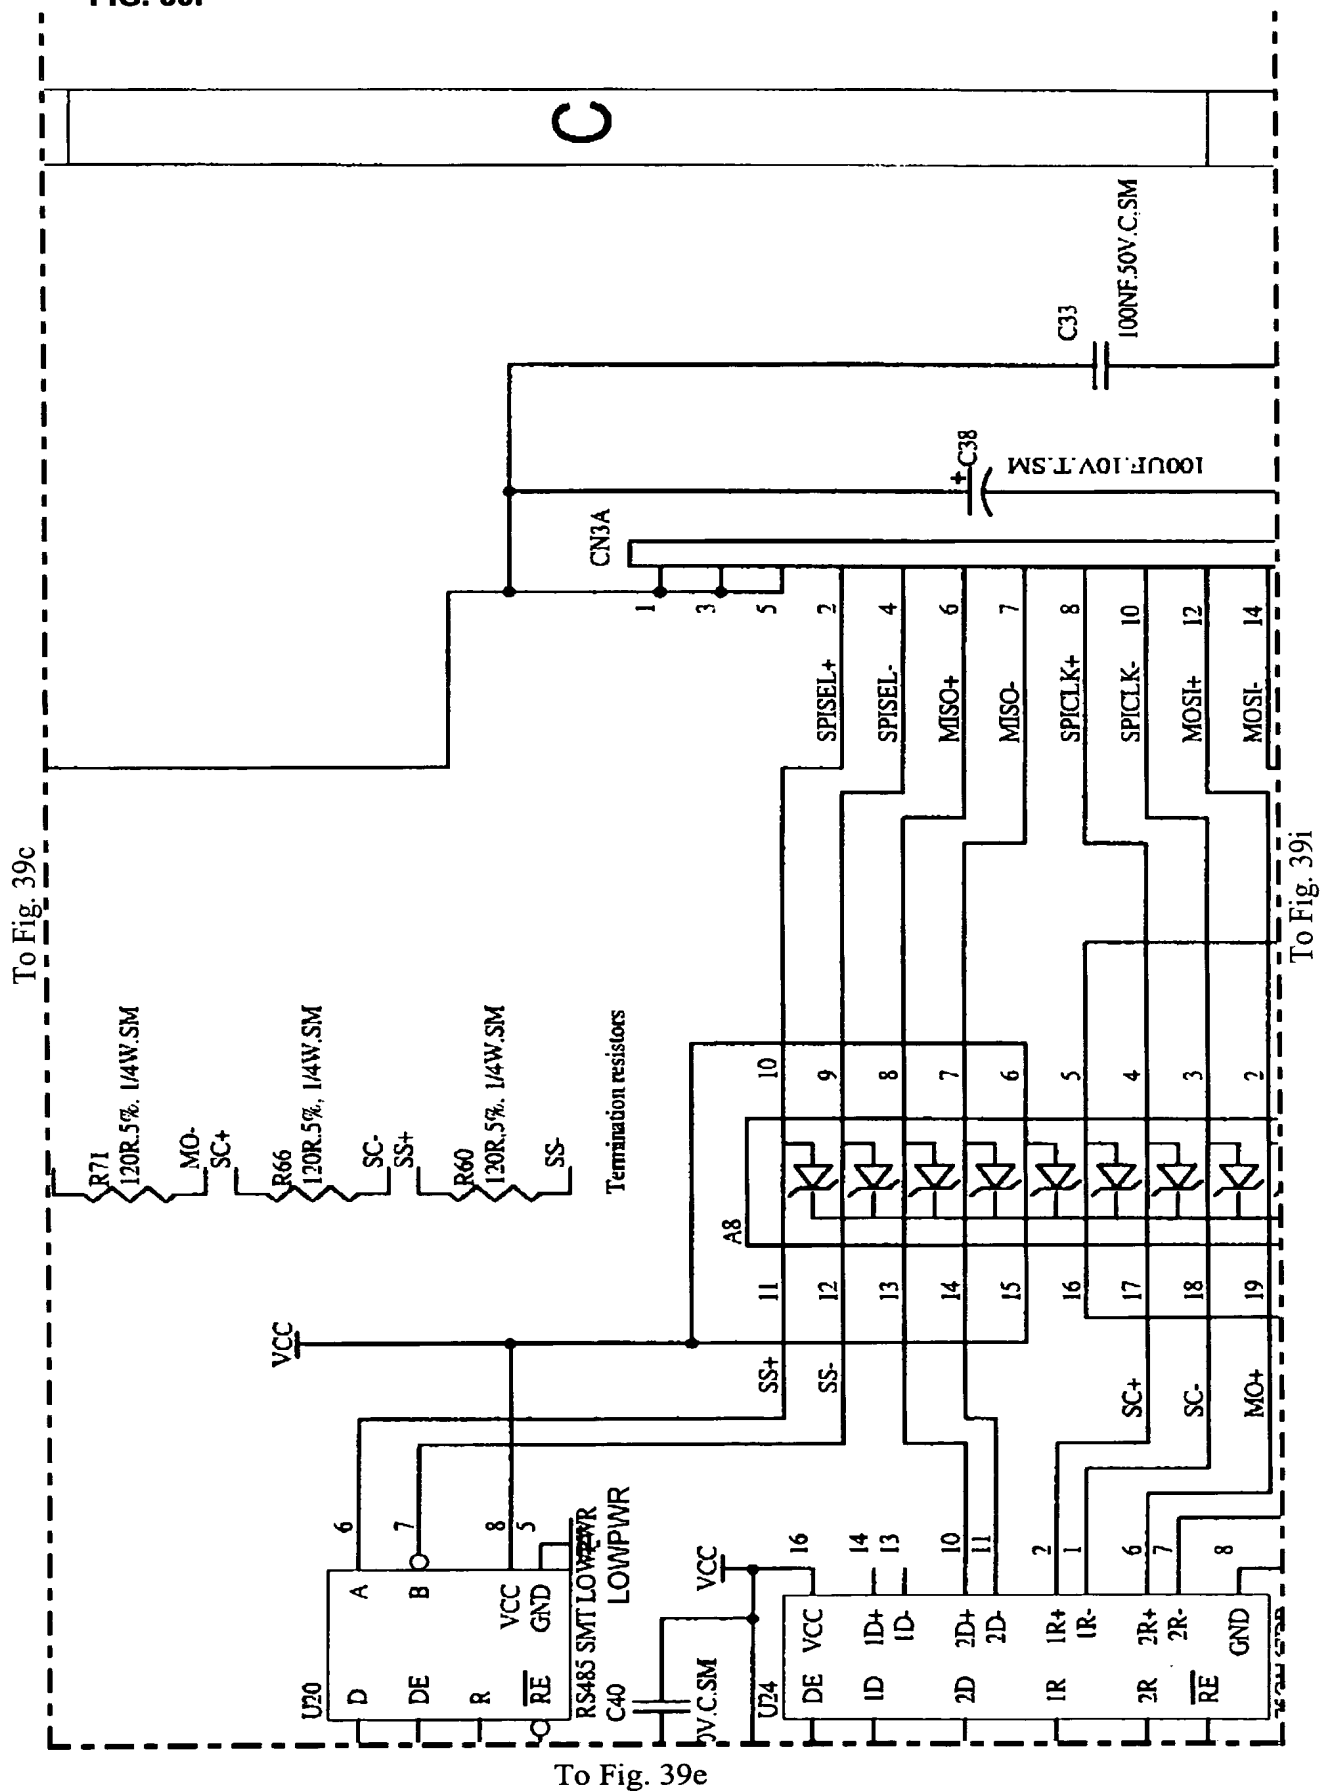 To Fig. 39c
C
C33
100NF.50V.C.SM
C38
+
100UF.10V.T.SM
CN3A
1
3
5
2
4
6
7
8
10
12
14
SPISEL+
SPISEL-
MISO+
MISO-
SPICLK+
SPICLK-
MOSI+
MOSI-
To Fig. 39i
R71
120R.5%. 1/4W.SM
MO-
SC+
R66
120R.5%, 1/4W.SM
SC-
SS+
R60
120R.5%. 1/4W.SM
SS-
Termination resistors
10
9
8
7
6
5
4
3
2
A8
11
12
13
14
15
16
17
18
19
VCC
SS+
SS-
SC+
SC-
MO+
6
7
8
5
U20
A
B
VCC
GND
D
DE
R
RE
RS485 SMT LOWPWR
LOWPWR
C40
0V.C.SM
VCC
16
14
13
10
11
2
1
6
7
8
U24
VCC
1D+
1D-
2D+
2D-
1R+
1R-
2R+
2R-
GND
DE
1D
2D
1R
2R
RE
To Fig. 39e